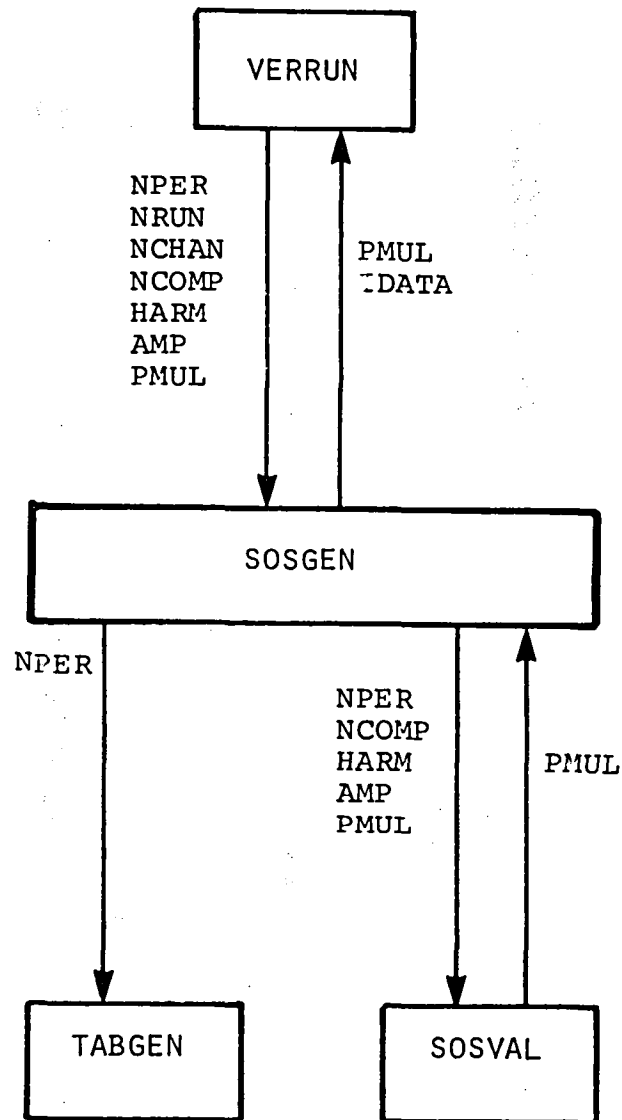 VERRUN
NPER
NRUN
NCHAN
NCOMP
HARM
AMP
PMUL
PMUL
SOSGEN
NPER
NPER
NCOMP
HARM
AMP
PMUL
PMUL
TABGEN
SOSVAL